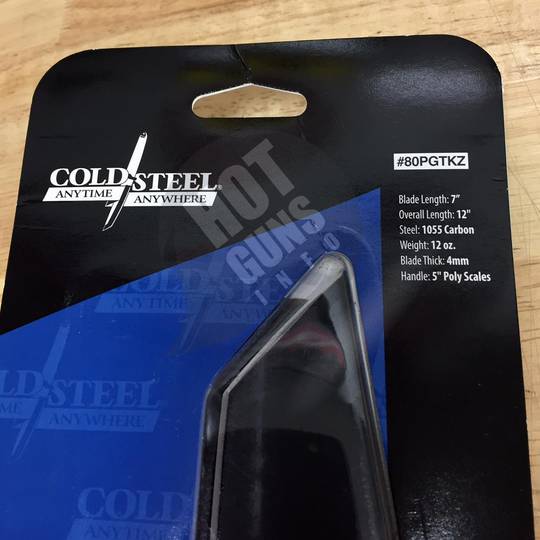 COLD STEEL®
ANYTIME ANYWHERE
#80PGTKZ
Blade Length: 7"
Overall Length: 12"
Steel: 1055 Carbon
Weight: 12 oz.
Blade Thick: 4mm
Handle: 5" Poly Scales
HOT
GUNS
INFO
COLD STEEL
ANYTIME ANYWHERE
COLD STEEL
ME ANYWHERE
COLD STEEL
ANYTIME ANYWHERE